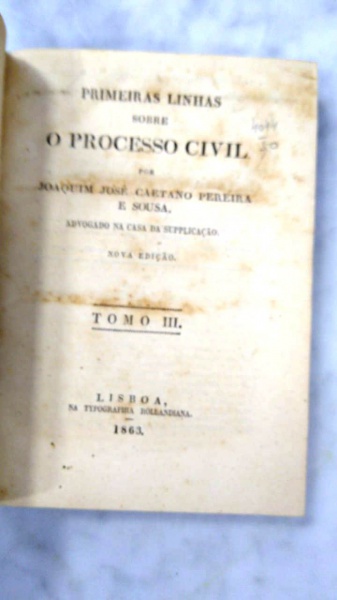 PRIMEIRAS LINHAS
SOBRE
O PROCESSO CIVIL
POR
JOAQUIM JOSÉ CAETANO PEREIRA
E SOUSA,
ADVOGADO NA CASA DA SUPPLICAÇÃO.
NOVA EDIÇÃO.
TOMO III.
LISBOA,
NA TYPOGRAPHIA ROLLANDIANA.
1863.